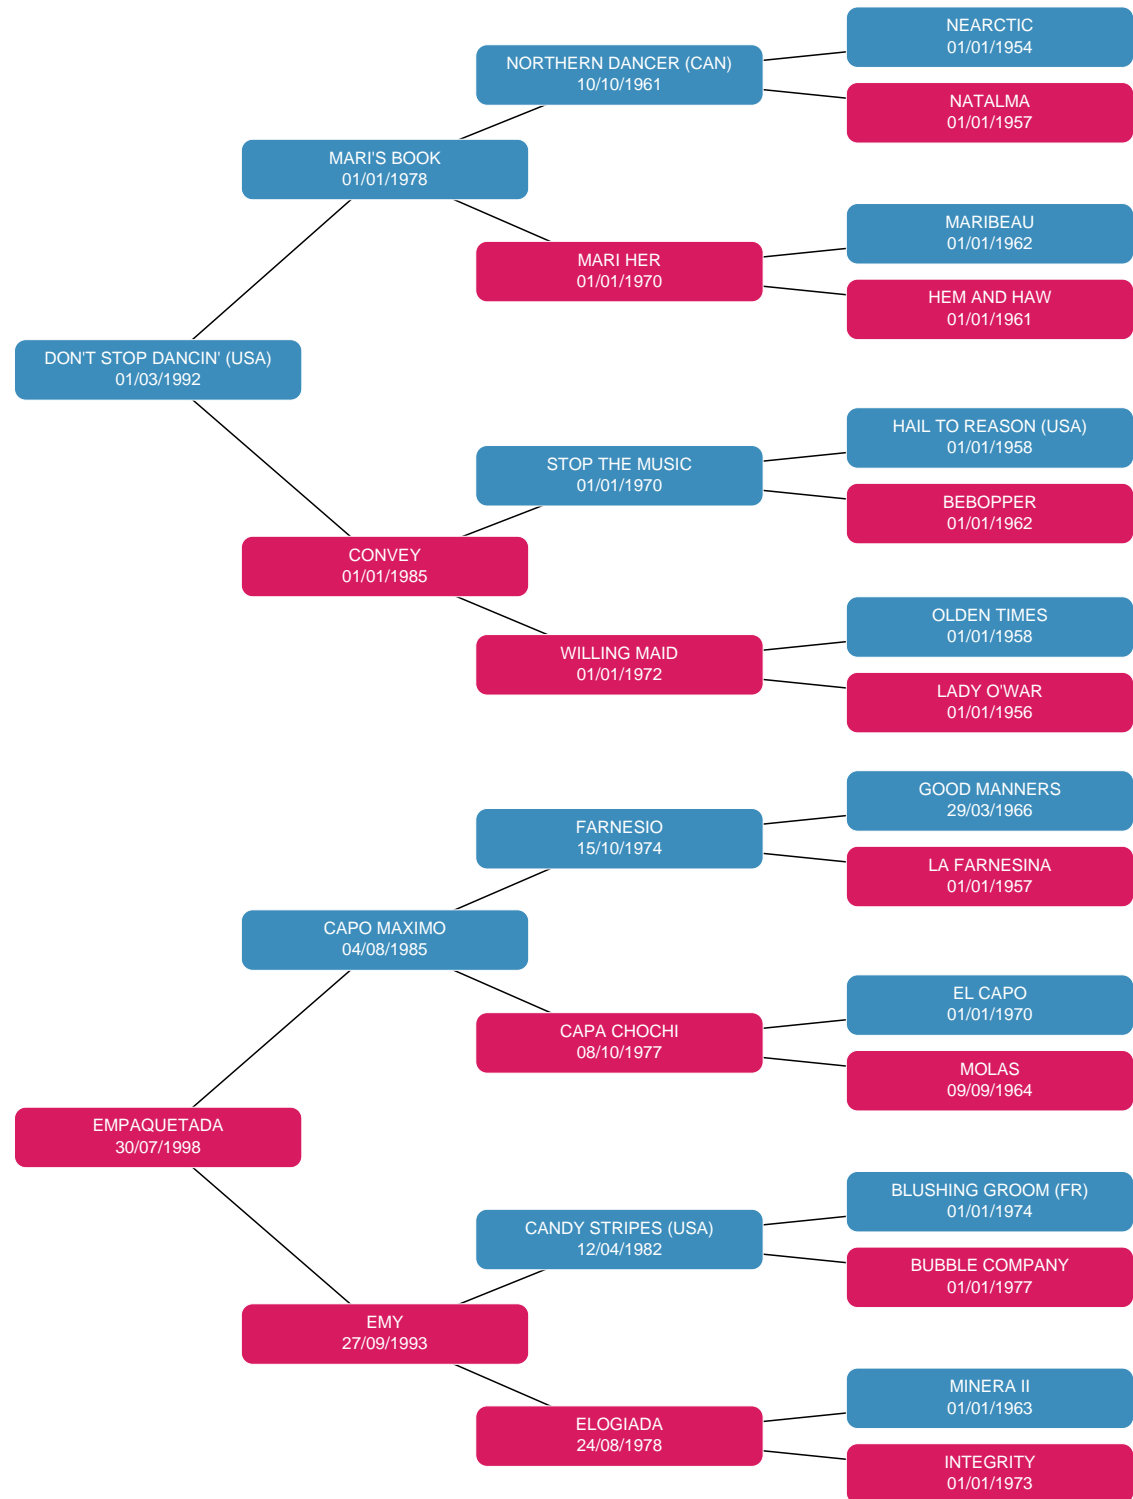 NEARCTIC
01/01/1954
NORTHERN DANCER (CAN)
10/10/1961
NATALMA
01/01/1957
MARI'S BOOK
01/01/1978
MARIBEAU
01/01/1962
MARI HER
01/01/1970
HEM AND HAW
01/01/1961
DON'T STOP DANCIN' (USA)
01/03/1992
HAIL TO REASON (USA)
01/01/1958
STOP THE MUSIC
01/01/1970
BEBOPPER
01/01/1962
CONVEY
01/01/1985
OLDEN TIMES
01/01/1958
WILLING MAID
01/01/1972
LADY O'WAR
01/01/1956
GOOD MANNERS
29/03/1966
FARNESIO
15/10/1974
LA FARNESINA
01/01/1957
CAPO MAXIMO
04/08/1985
EL CAPO
01/01/1970
CAPA CHOCHI
08/10/1977
MOLAS
09/09/1964
EMPAQUETADA
30/07/1998
BLUSHING GROOM (FR)
01/01/1974
CANDY STRIPES (USA)
12/04/1982
BUBBLE COMPANY
01/01/1977
EMY
27/09/1993
MINERA II
01/01/1963
ELOGIADA
24/08/1978
INTEGRITY
01/01/1973